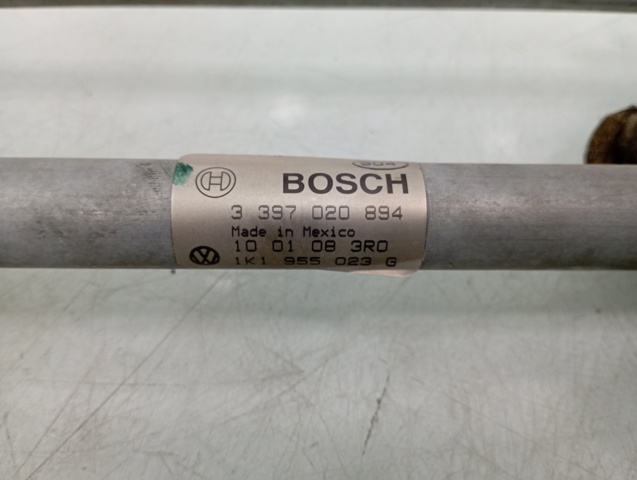 BOSCH
3 397 020 894
Made in Mexico
10 01 08 3R0
1K1 955 023 G